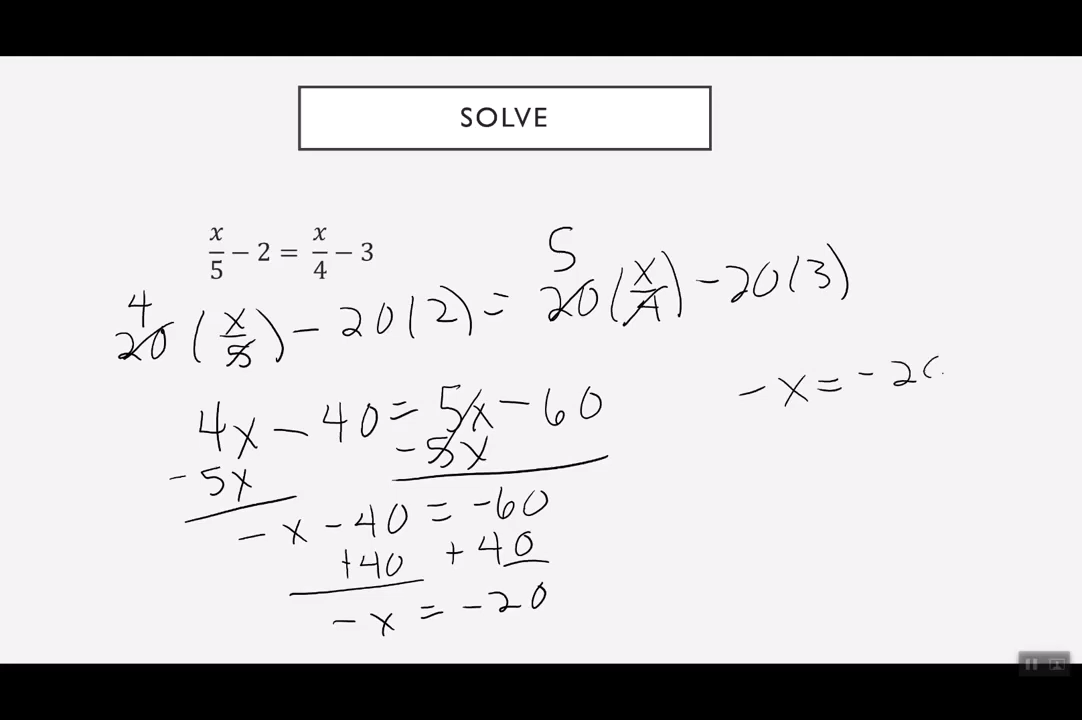 SOLVE
x/5 − 2 = x/4 − 3
4 5
20(x/5) − 20(2) = 20(x/4) − 20(3)
4x − 40 = 5x − 60
−5x −5x
−x − 40 = −60
+40 +40
−x = −20
−x = −20